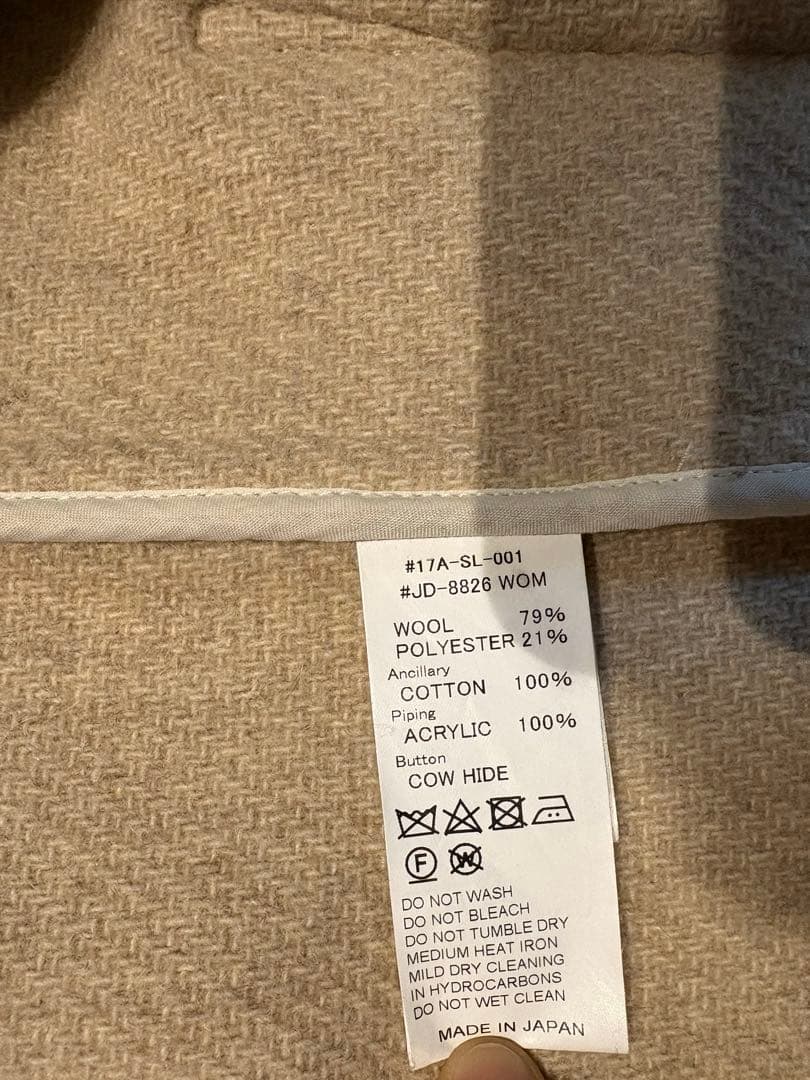 #17A-SL-001
#JD-8826 WOM
WOOL 79%
POLYESTER 21%
Ancillary
COTTON 100%
Piping
ACRYLIC 100%
Button
COW HIDE
F W
DO NOT WASH
DO NOT BLEACH
DO NOT TUMBLE DRY
MEDIUM HEAT IRON
MILD DRY CLEANING
IN HYDROCARBONS
DO NOT WET CLEAN
MADE IN JAPAN